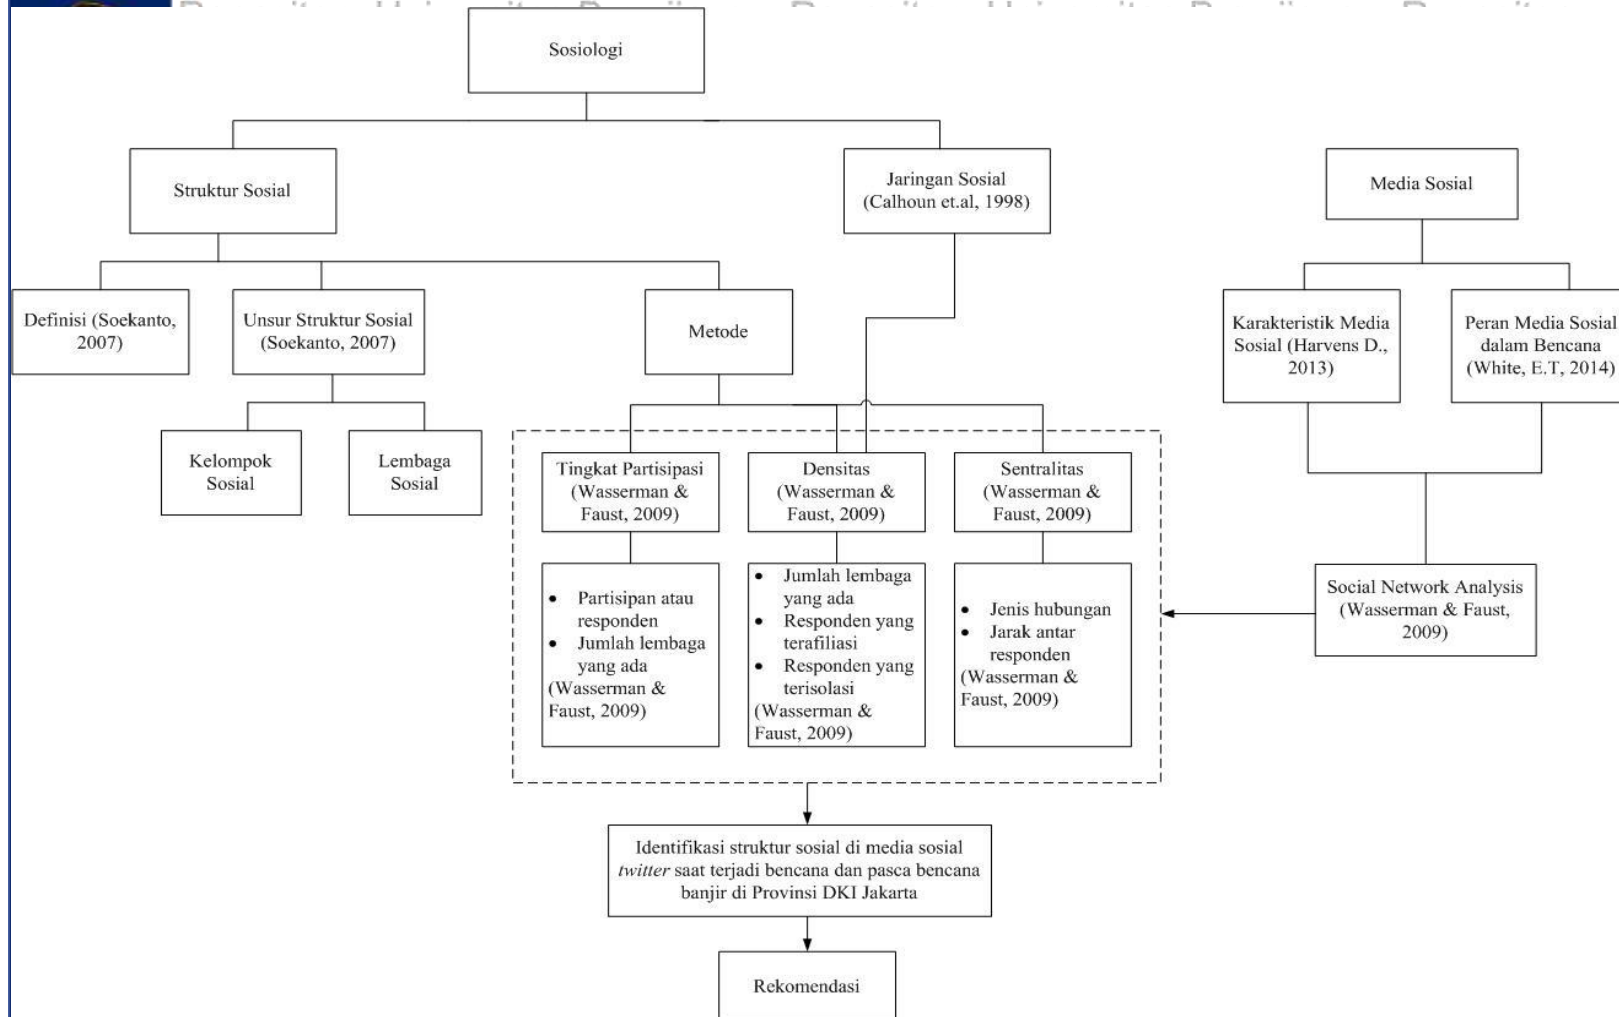 Sosiologi
Struktur Sosial
Jaringan Sosial
(Calhoun et.al, 1998)
Media Sosial
Definisi (Soekanto,
2007)
Unsur Struktur Sosial
(Soekanto, 2007)
Metode
Karakteristik Media
Sosial (Harvens D.,
2013)
Peran Media Sosial
dalam Bencana
(White, E.T, 2014)
Kelompok
Sosial
Lembaga
Sosial
Tingkat Partisipasi
(Wasserman &
Faust, 2009)
Densitas
(Wasserman &
Faust, 2009)
Sentralitas
(Wasserman &
Faust, 2009)
• Partisipan atau
responden
• Jumlah lembaga
yang ada
(Wasserman &
Faust, 2009)
• Jumlah lembaga
yang ada
• Responden yang
terafiliasi
• Responden yang
terisolasi
(Wasserman &
Faust, 2009)
• Jenis hubungan
• Jarak antar
responden
(Wasserman &
Faust, 2009)
Social Network Analysis
(Wasserman & Faust,
2009)
Identifikasi struktur sosial di media sosial
twitter saat terjadi bencana dan pasca bencana
banjir di Provinsi DKI Jakarta
Rekomendasi